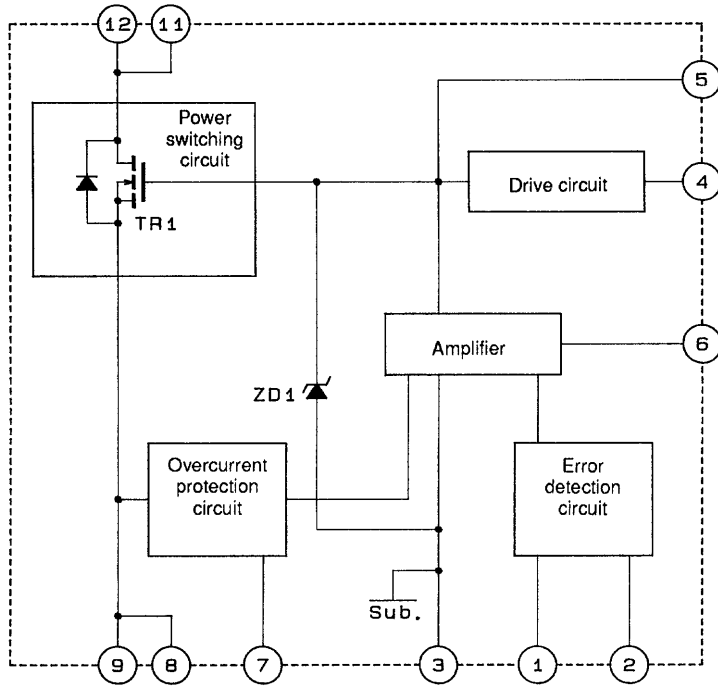 12
11
5
Power
switching
circuit
TR1
Drive circuit
4
Amplifier
6
ZD1
Overcurrent
protection
circuit
Error
detection
circuit
Sub.
9
8
7
3
1
2